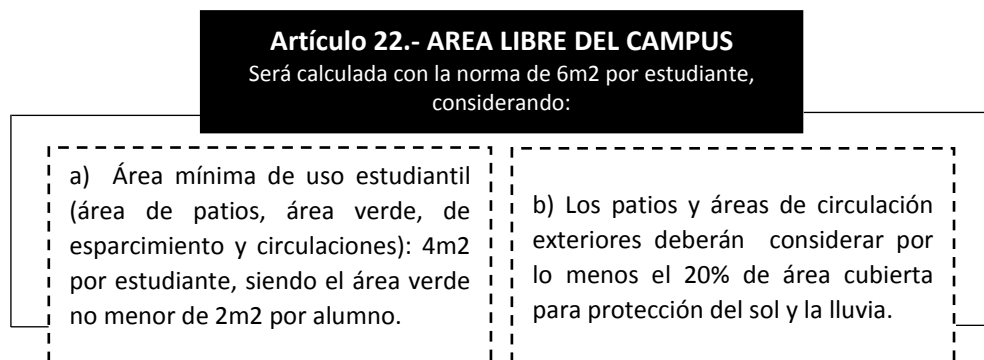 Artículo 22.- AREA LIBRE DEL CAMPUS
Será calculada con la norma de 6m2 por estudiante,
considerando:
a) Área mínima de uso estudiantil
(área de patios, área verde, de
esparcimiento y circulaciones): 4m2
por estudiante, siendo el área verde
no menor de 2m2 por alumno.
b) Los patios y áreas de circulación
exteriores deberán considerar por
lo menos el 20% de área cubierta
para protección del sol y la lluvia.